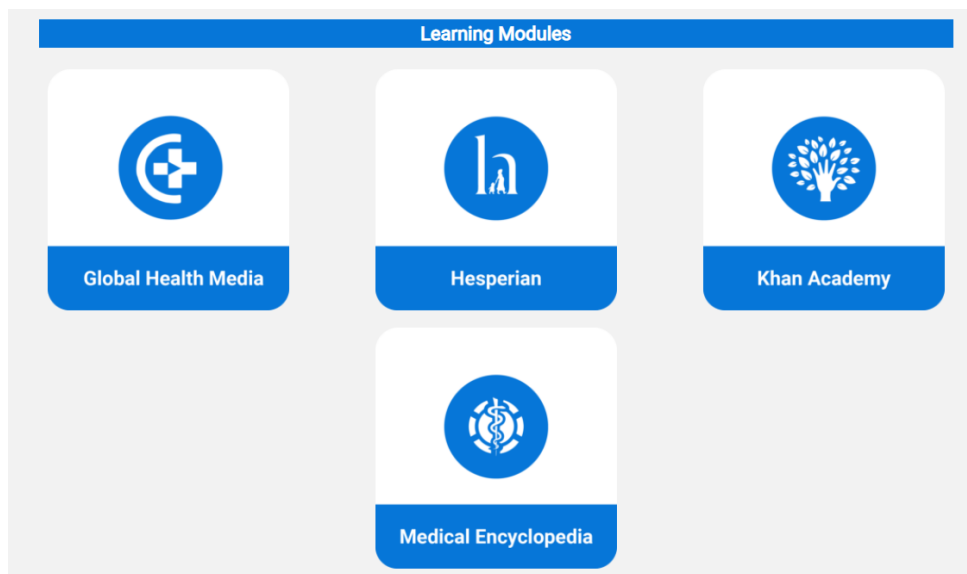 Learning Modules
Global Health Media
Hesperian
Khan Academy
Medical Encyclopedia